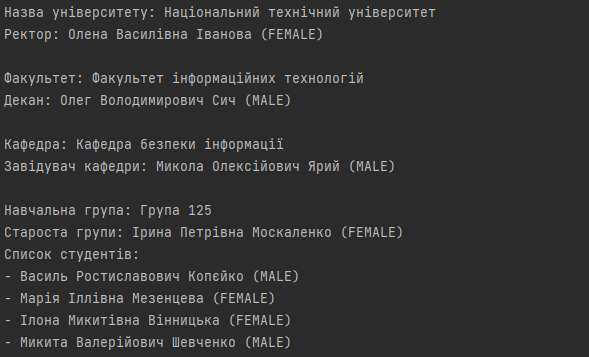 Назва університету: Національний технічний університет
Ректор: Олена Василівна Іванова (FEMALE)
Факультет: Факультет інформаційних технологій
Декан: Олег Володимирович Сич (MALE)
Кафедра: Кафедра безпеки інформації
Завідувач кафедри: Микола Олексійович Ярий (MALE)
Навчальна група: Група 125
Староста групи: Ірина Петрівна Москаленко (FEMALE)
Список студентів:
- Василь Ростиславович Копєйко (MALE)
- Марія Іллівна Мезенцева (FEMALE)
- Ілона Микитівна Вінницька (FEMALE)
- Микита Валерійович Шевченко (MALE)